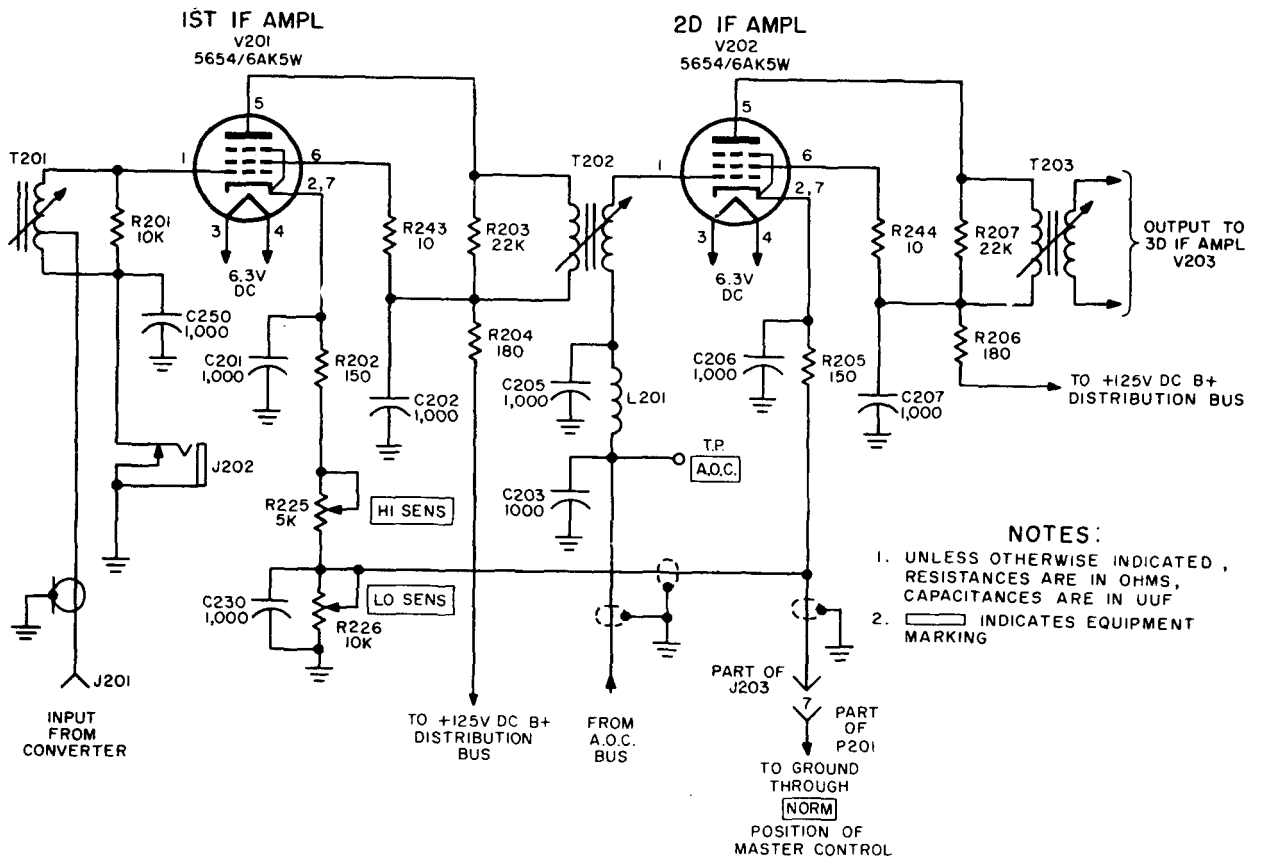 1ST IF AMPL
V201
5654/6AK5W
2D IF AMPL
V202
5654/6AK5W
5
5
T201
1
6
2,7
3
4
6.3V
DC
R201
10K
C250
1,000
C201
1,000
R202
150
R243
10
R203
22K
T202
1
6
2,7
3
4
6.3V
DC
R244
10
R207
22K
T203
OUTPUT TO
3D IF AMPL
V203
C202
1,000
R204
180
C205
1,000
L201
C206
1,000
R205
150
C207
1,000
R206
180
TO +125V DC B+
DISTRIBUTION BUS
J202
T.P.
A.O.C.
C203
1000
R225
5K
HI SENS
C230
1,000
R226
10K
LO SENS
NOTES:
1. UNLESS OTHERWISE INDICATED,
RESISTANCES ARE IN OHMS,
CAPACITANCES ARE IN UUF
2. INDICATES EQUIPMENT
MARKING
J201
INPUT
FROM
CONVERTER
TO +125V DC B+
DISTRIBUTION
BUS
FROM
A.O.C.
BUS
PART OF
J203
7
PART
OF
P201
TO GROUND
THROUGH
NORM
POSITION OF
MASTER CONTROL